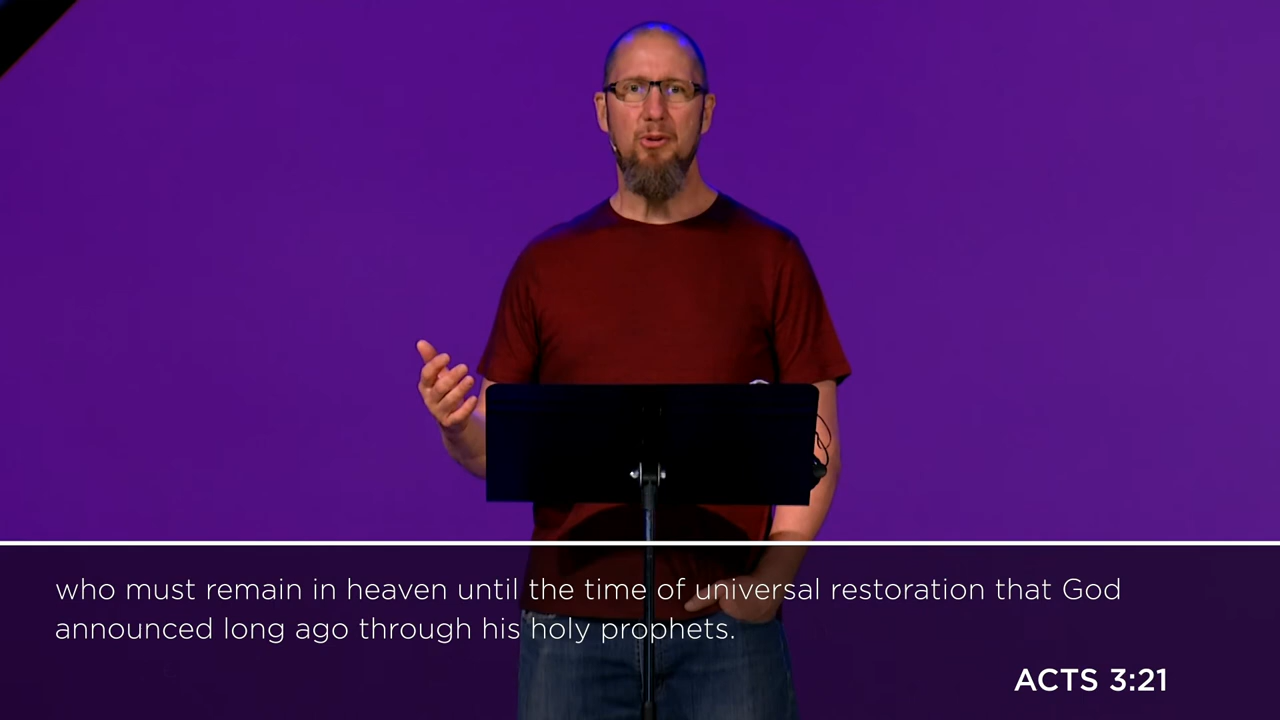 who must remain in heaven until the time of universal restoration that God
announced long ago through his holy prophets.
ACTS 3:21